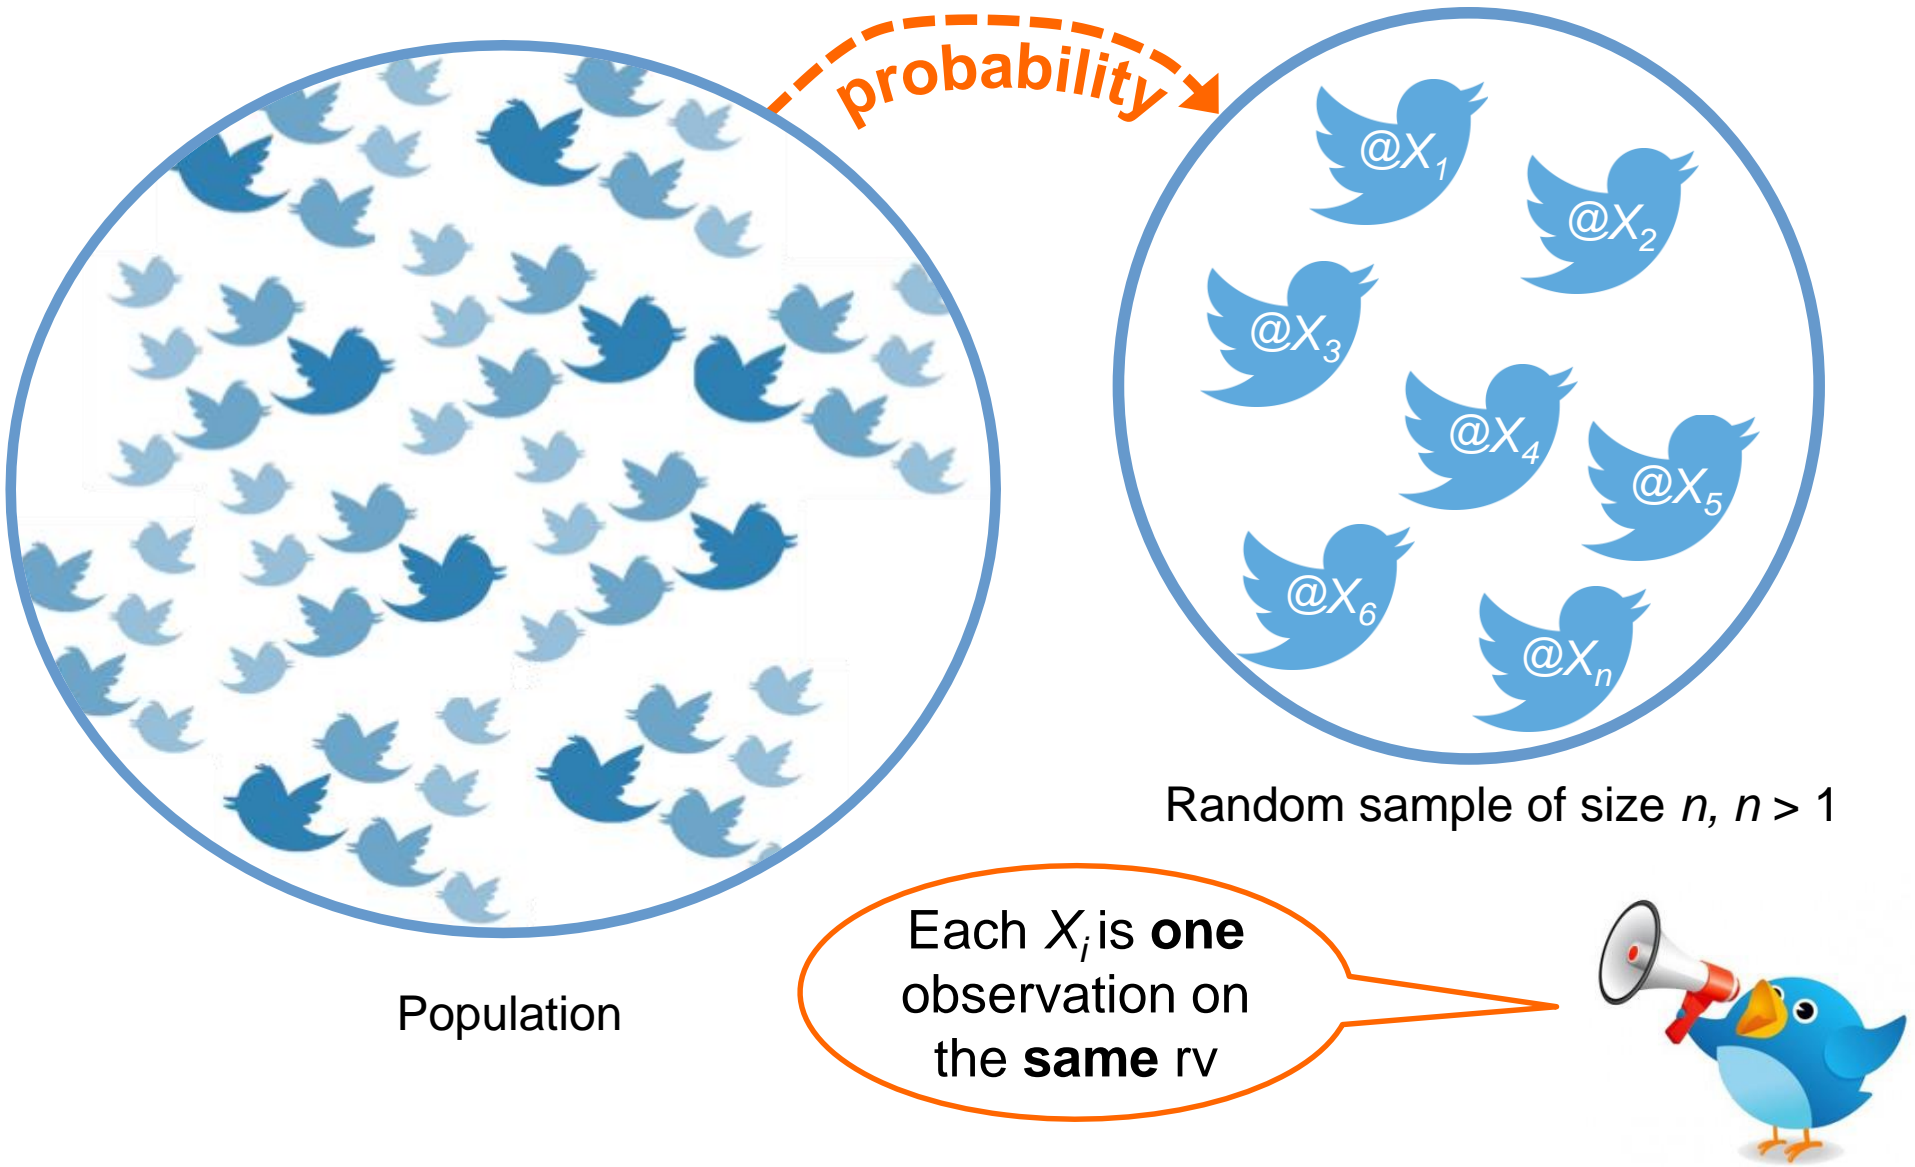 probability
@X₁
@X₂
@X₃
@X₄
@X₅
@X₆
@Xₙ
Random sample of size n, n > 1
Population
Each Xᵢ is one
observation on
the same rv